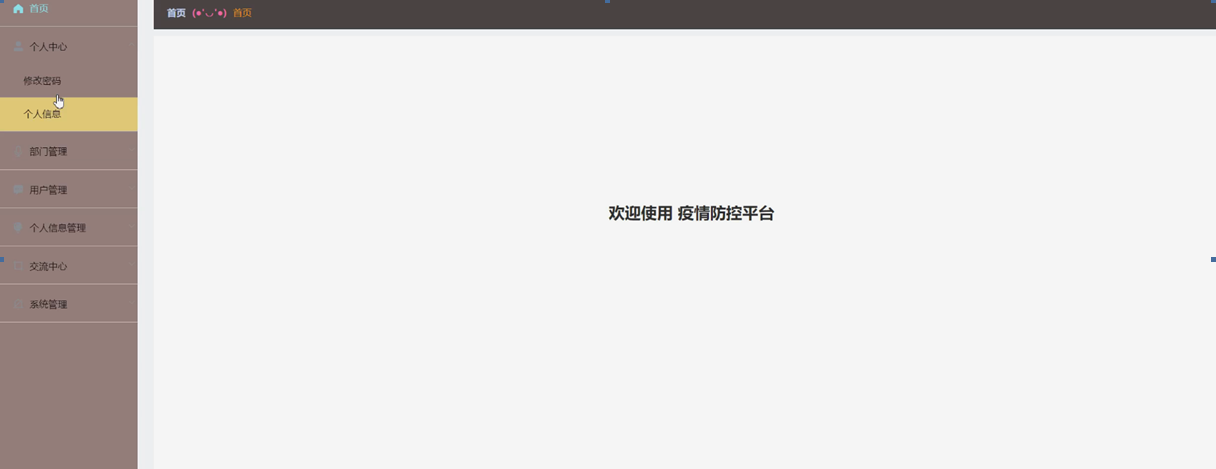 首页
个人中心
修改密码
个人信息
部门管理
用户管理
个人信息管理
交流中心
系统管理
首页 (●'◡'●) 首页
欢迎使用 疫情防控平台